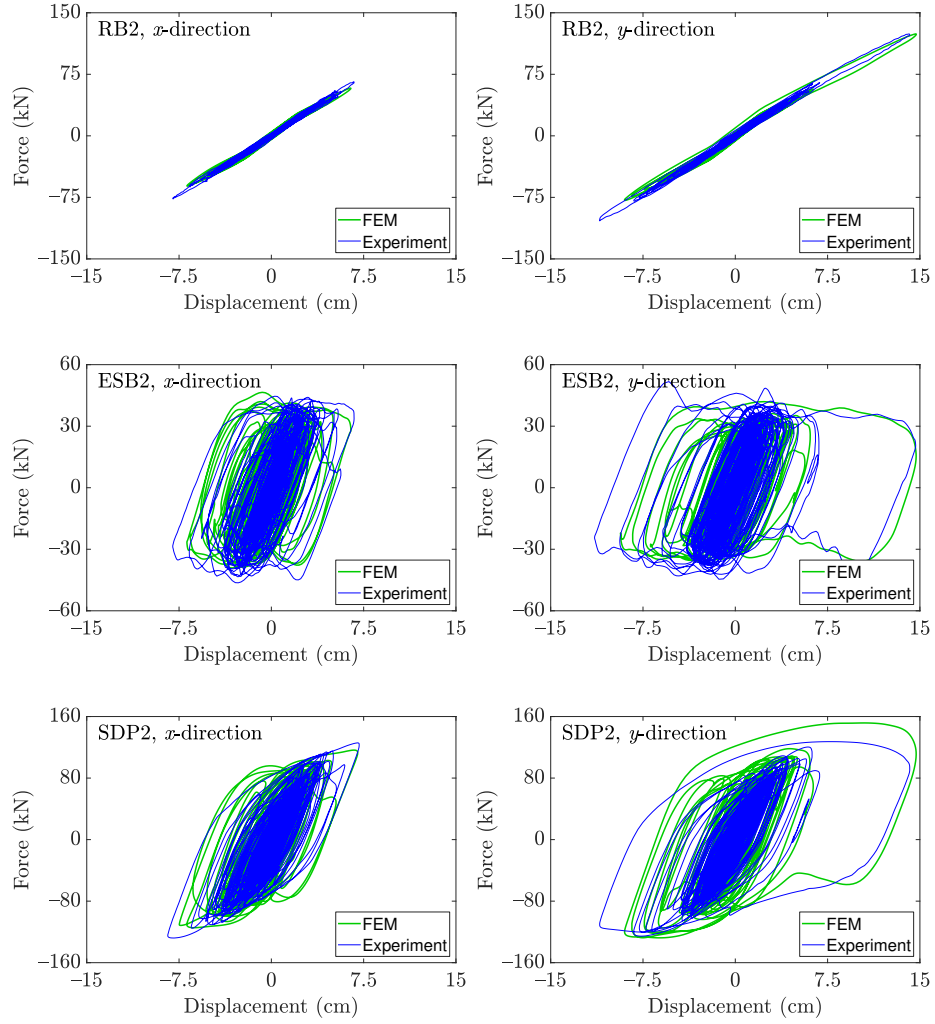 RB2, x-direction
150
75
0
−75
−150
Force (kN)
FEM
Experiment
−15 −7.5 0 7.5 15
Displacement (cm)
RB2, y-direction
150
75
0
−75
−150
Force (kN)
FEM
Experiment
−15 −7.5 0 7.5 15
Displacement (cm)
ESB2, x-direction
60
30
0
−30
−60
Force (kN)
FEM
Experiment
−15 −7.5 0 7.5 15
Displacement (cm)
ESB2, y-direction
60
30
0
−30
−60
Force (kN)
FEM
Experiment
−15 −7.5 0 7.5 15
Displacement (cm)
SDP2, x-direction
160
80
0
−80
−160
Force (kN)
FEM
Experiment
−15 −7.5 0 7.5 15
Displacement (cm)
SDP2, y-direction
160
80
0
−80
−160
Force (kN)
FEM
Experiment
−15 −7.5 0 7.5 15
Displacement (cm)